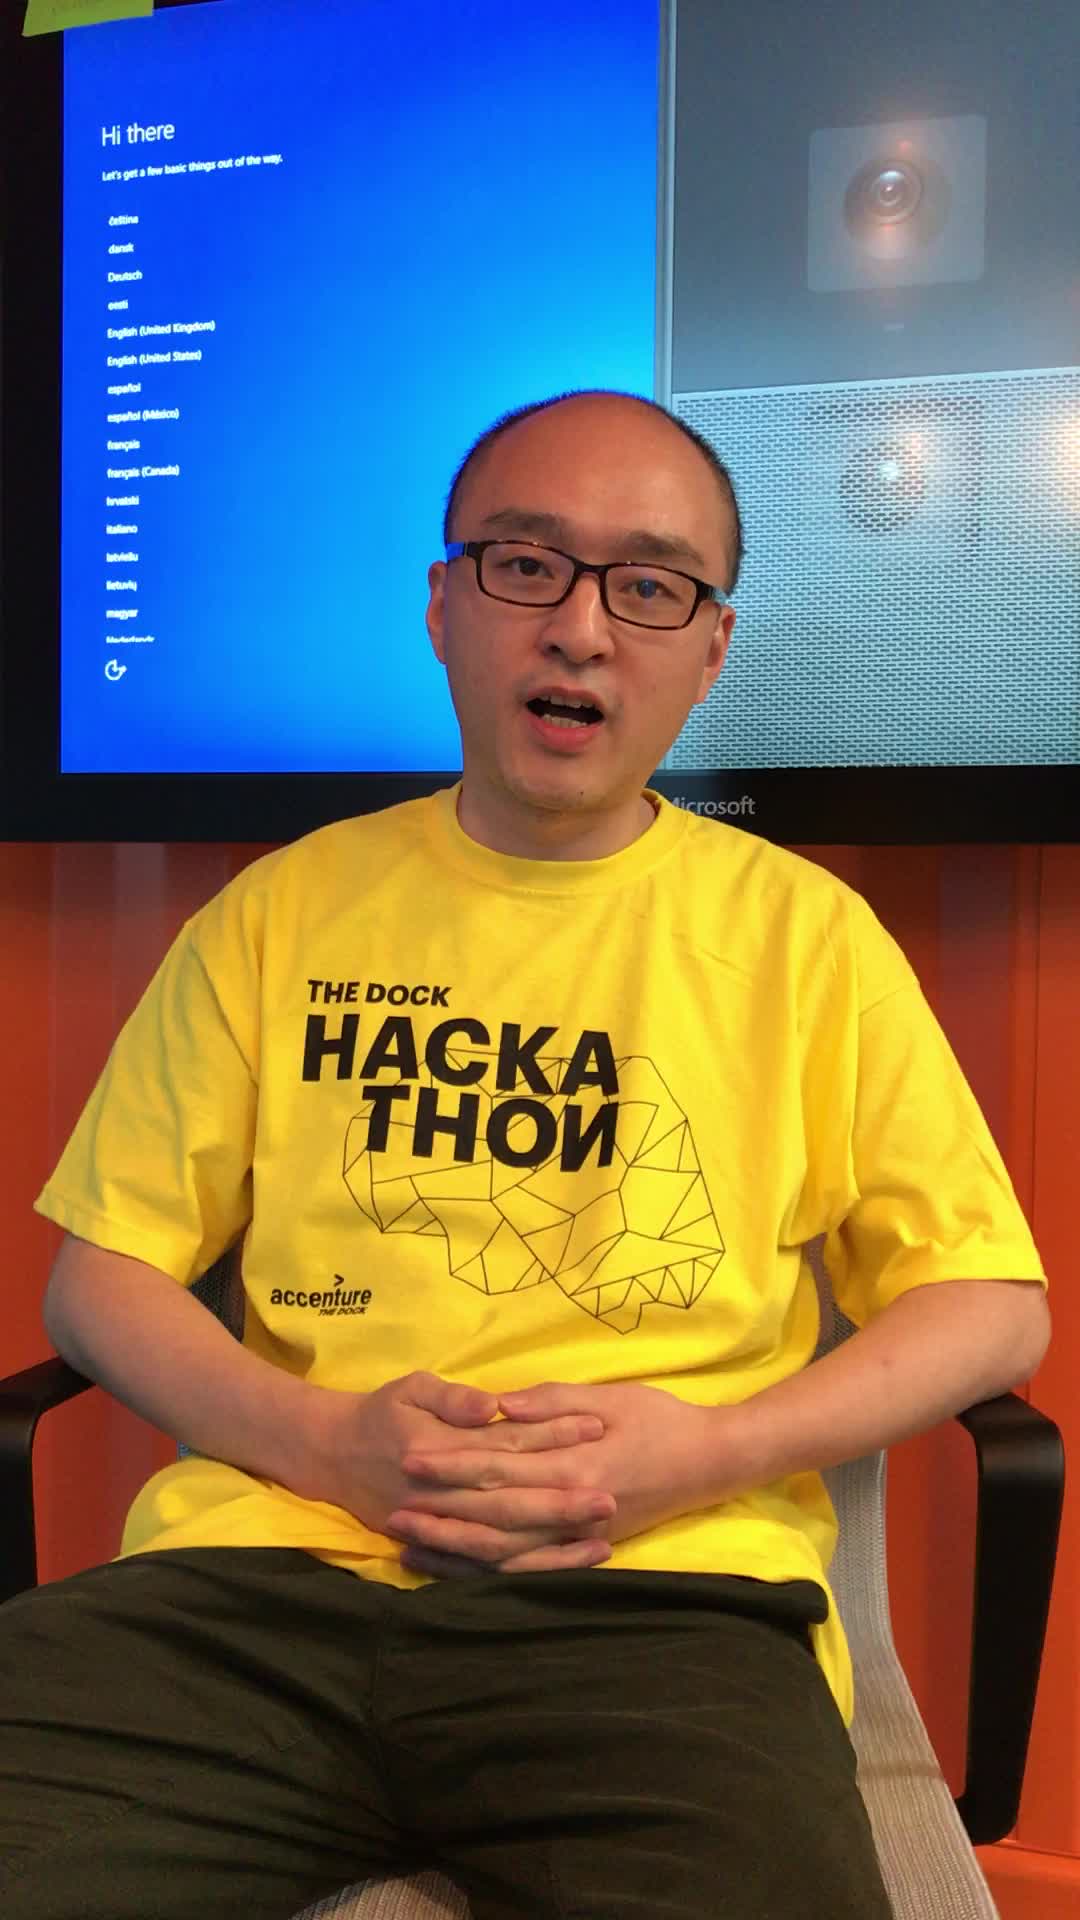 Hi there
Let's get a few basic things out of the way.
čeština
dansk
Deutsch
eesti
English (United Kingdom)
English (United States)
español
español (México)
français
français (Canada)
hrvatski
italiano
latviešu
lietuvių
magyar
Nederlands
Microsoft
THE DOCK
HACKA
THOИ
>
accenture
THE DOCK